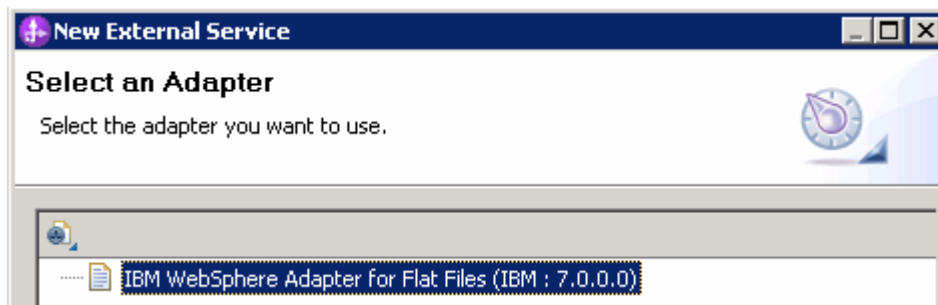 New External Service
Select an Adapter
Select the adapter you want to use.
IBM WebSphere Adapter for Flat Files (IBM : 7.0.0.0)